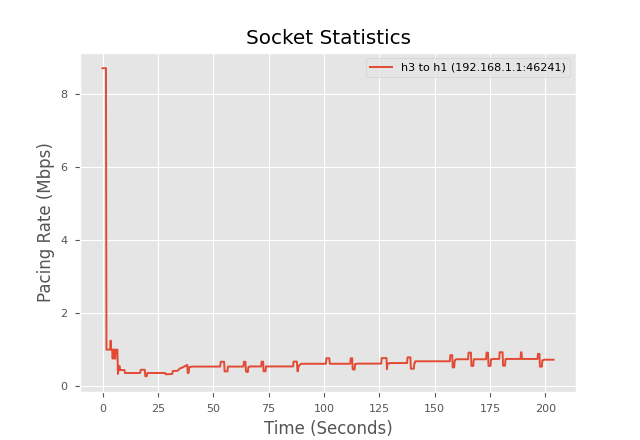 Socket Statistics
h3 to h1 (192.168.1.1:46241)
Pacing Rate (Mbps)
8
6
4
2
0
0 25 50 75 100 125 150 175 200
Time (Seconds)